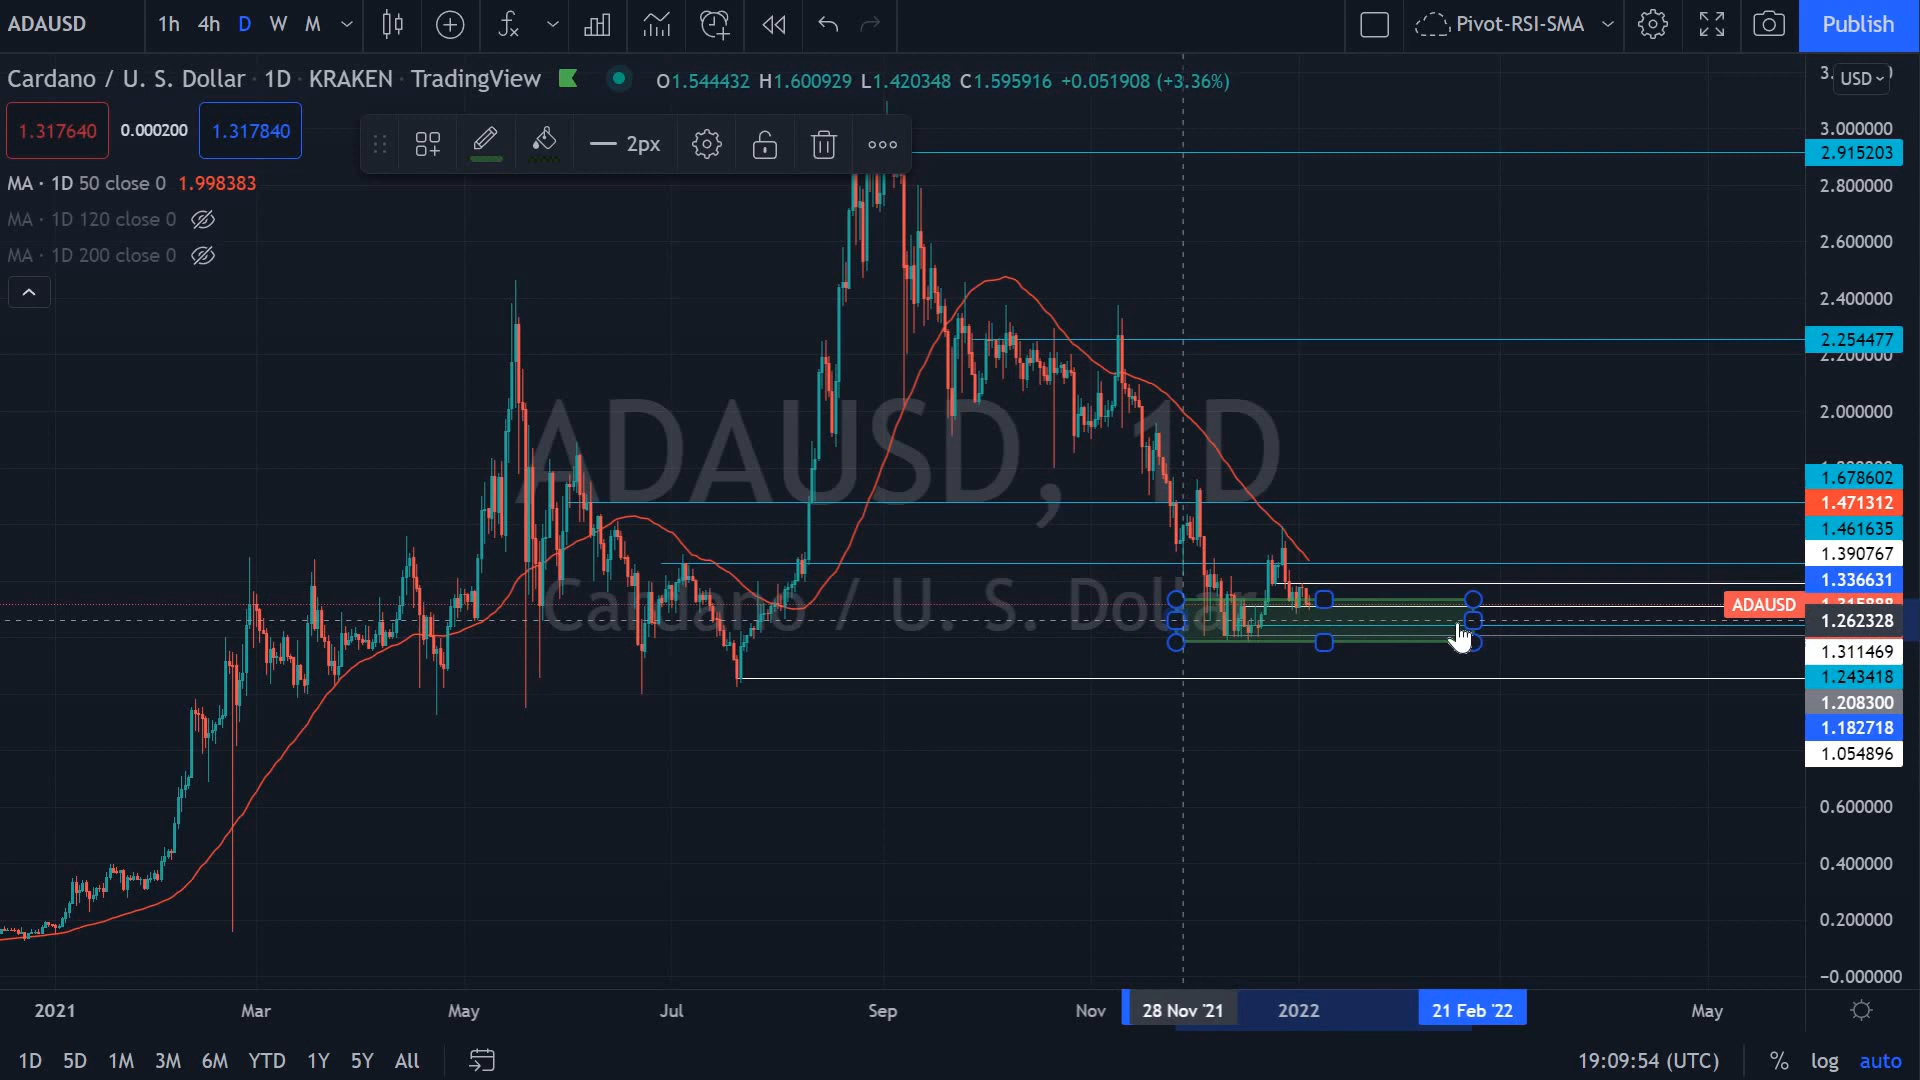 ADAUSD 1h 4h D W M Pivot-RSI-SMA Publish
Cardano / U. S. Dollar · 1D · KRAKEN · TradingView O1.544432 H1.600929 L1.420348 C1.595916 +0.051908 (+3.36%)
USD
1.317640 0.000200 1.317840
2px
MA · 1D 50 close 0 1.998383
MA · 1D 120 close 0
MA · 1D 200 close 0
3.000000
2.915203
2.800000
2.600000
2.400000
2.254477
2.200000
2.000000
1.678602
1.471312
1.461635
1.390767
1.336631
ADAUSD
1.262328
1.311469
1.243418
1.208300
1.182718
1.054896
0.600000
0.400000
0.200000
−0.000000
ADAUSD, 1D
Cardano / U. S. Dollar
2021 Mar May Jul Sep Nov 28 Nov '21 2022 21 Feb '22 May
1D 5D 1M 3M 6M YTD 1Y 5Y All 19:09:54 (UTC) % log auto